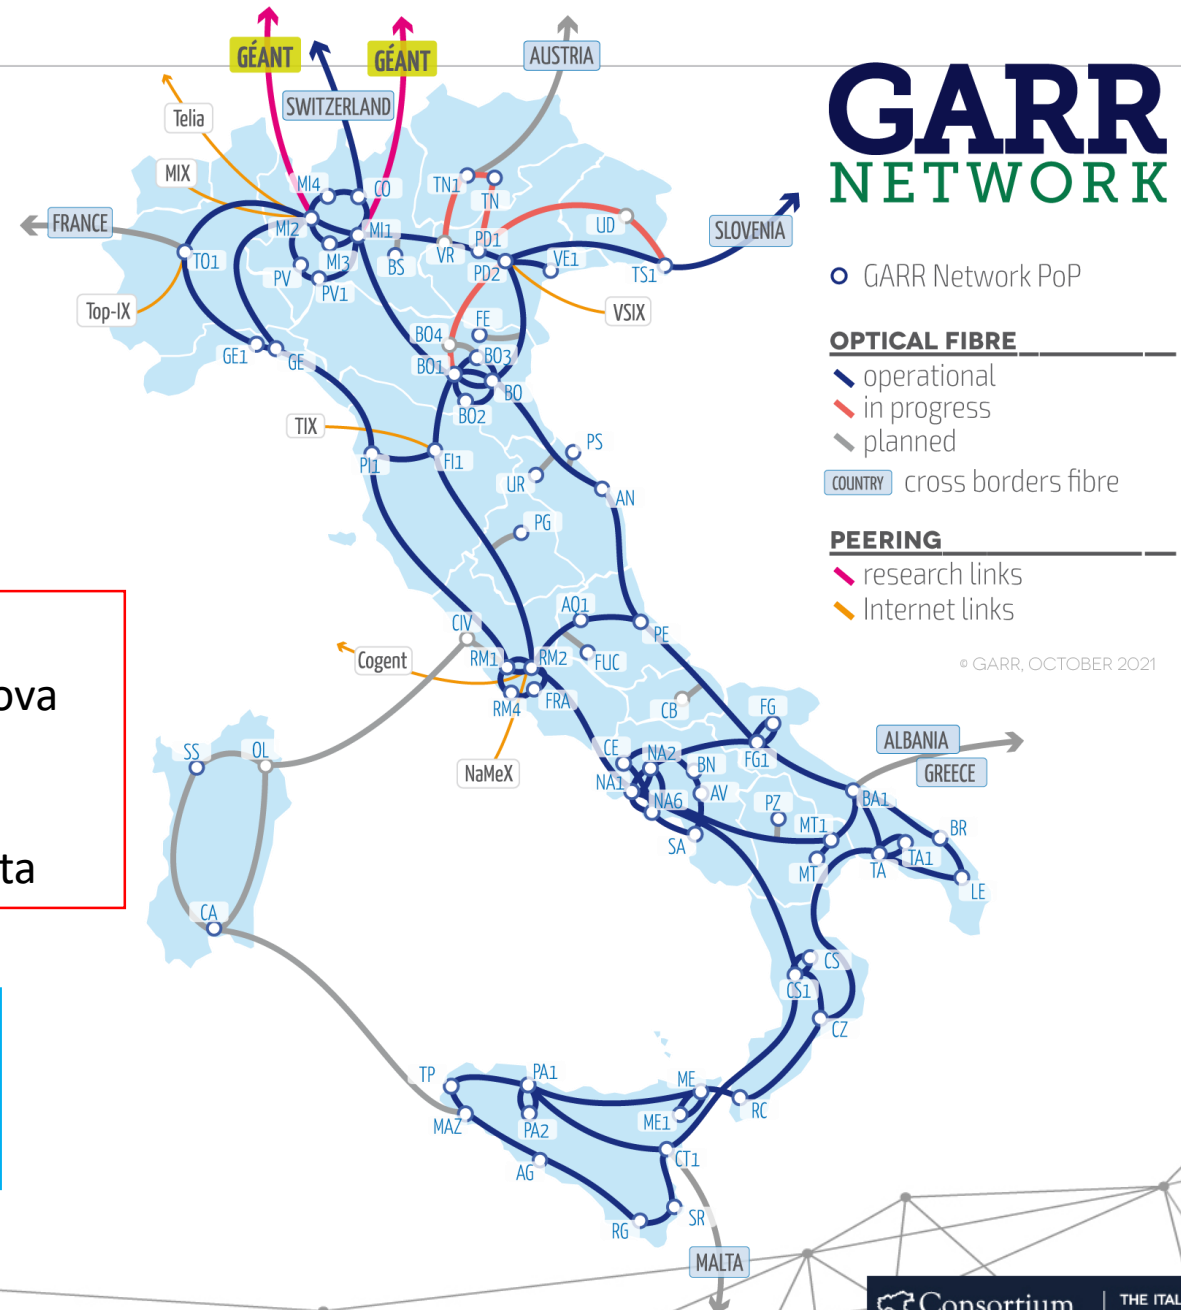 GÉANT
GÉANT
AUSTRIA
SWITZERLAND
Telia
MIX
FRANCE
Top-IX
MI4
CO
MI2
MI1
MI3
TO1
PV
PV1
BS
TN1
TN
VR
PD1
PD2
UD
VE1
TS1
SLOVENIA
VSIX
GE1
GE
FE
BO4
BO3
BO1
BO
BO2
TIX
PI1
FI1
PS
UR
AN
PG
AQ1
PE
CIV
RM1
RM2
FUC
Cogent
RM4
FRA
NaMeX
CB
FG
FG1
CE
NA2
BN
NA1
NA6
AV
SA
PZ
MT1
MT
BA1
ALBANIA
GREECE
BR
TA
TA1
LE
SS
OL
CA
CS
CS1
CZ
TP
PA1
ME
MAZ
PA2
ME1
RC
AG
CT1
RG
SR
MALTA
GARR
NETWORK
GARR Network PoP
OPTICAL FIBRE
operational
in progress
planned
COUNTRY cross borders fibre
PEERING
research links
Internet links
© GARR, OCTOBER 2021
ova
ta
Consortium
THE ITAL